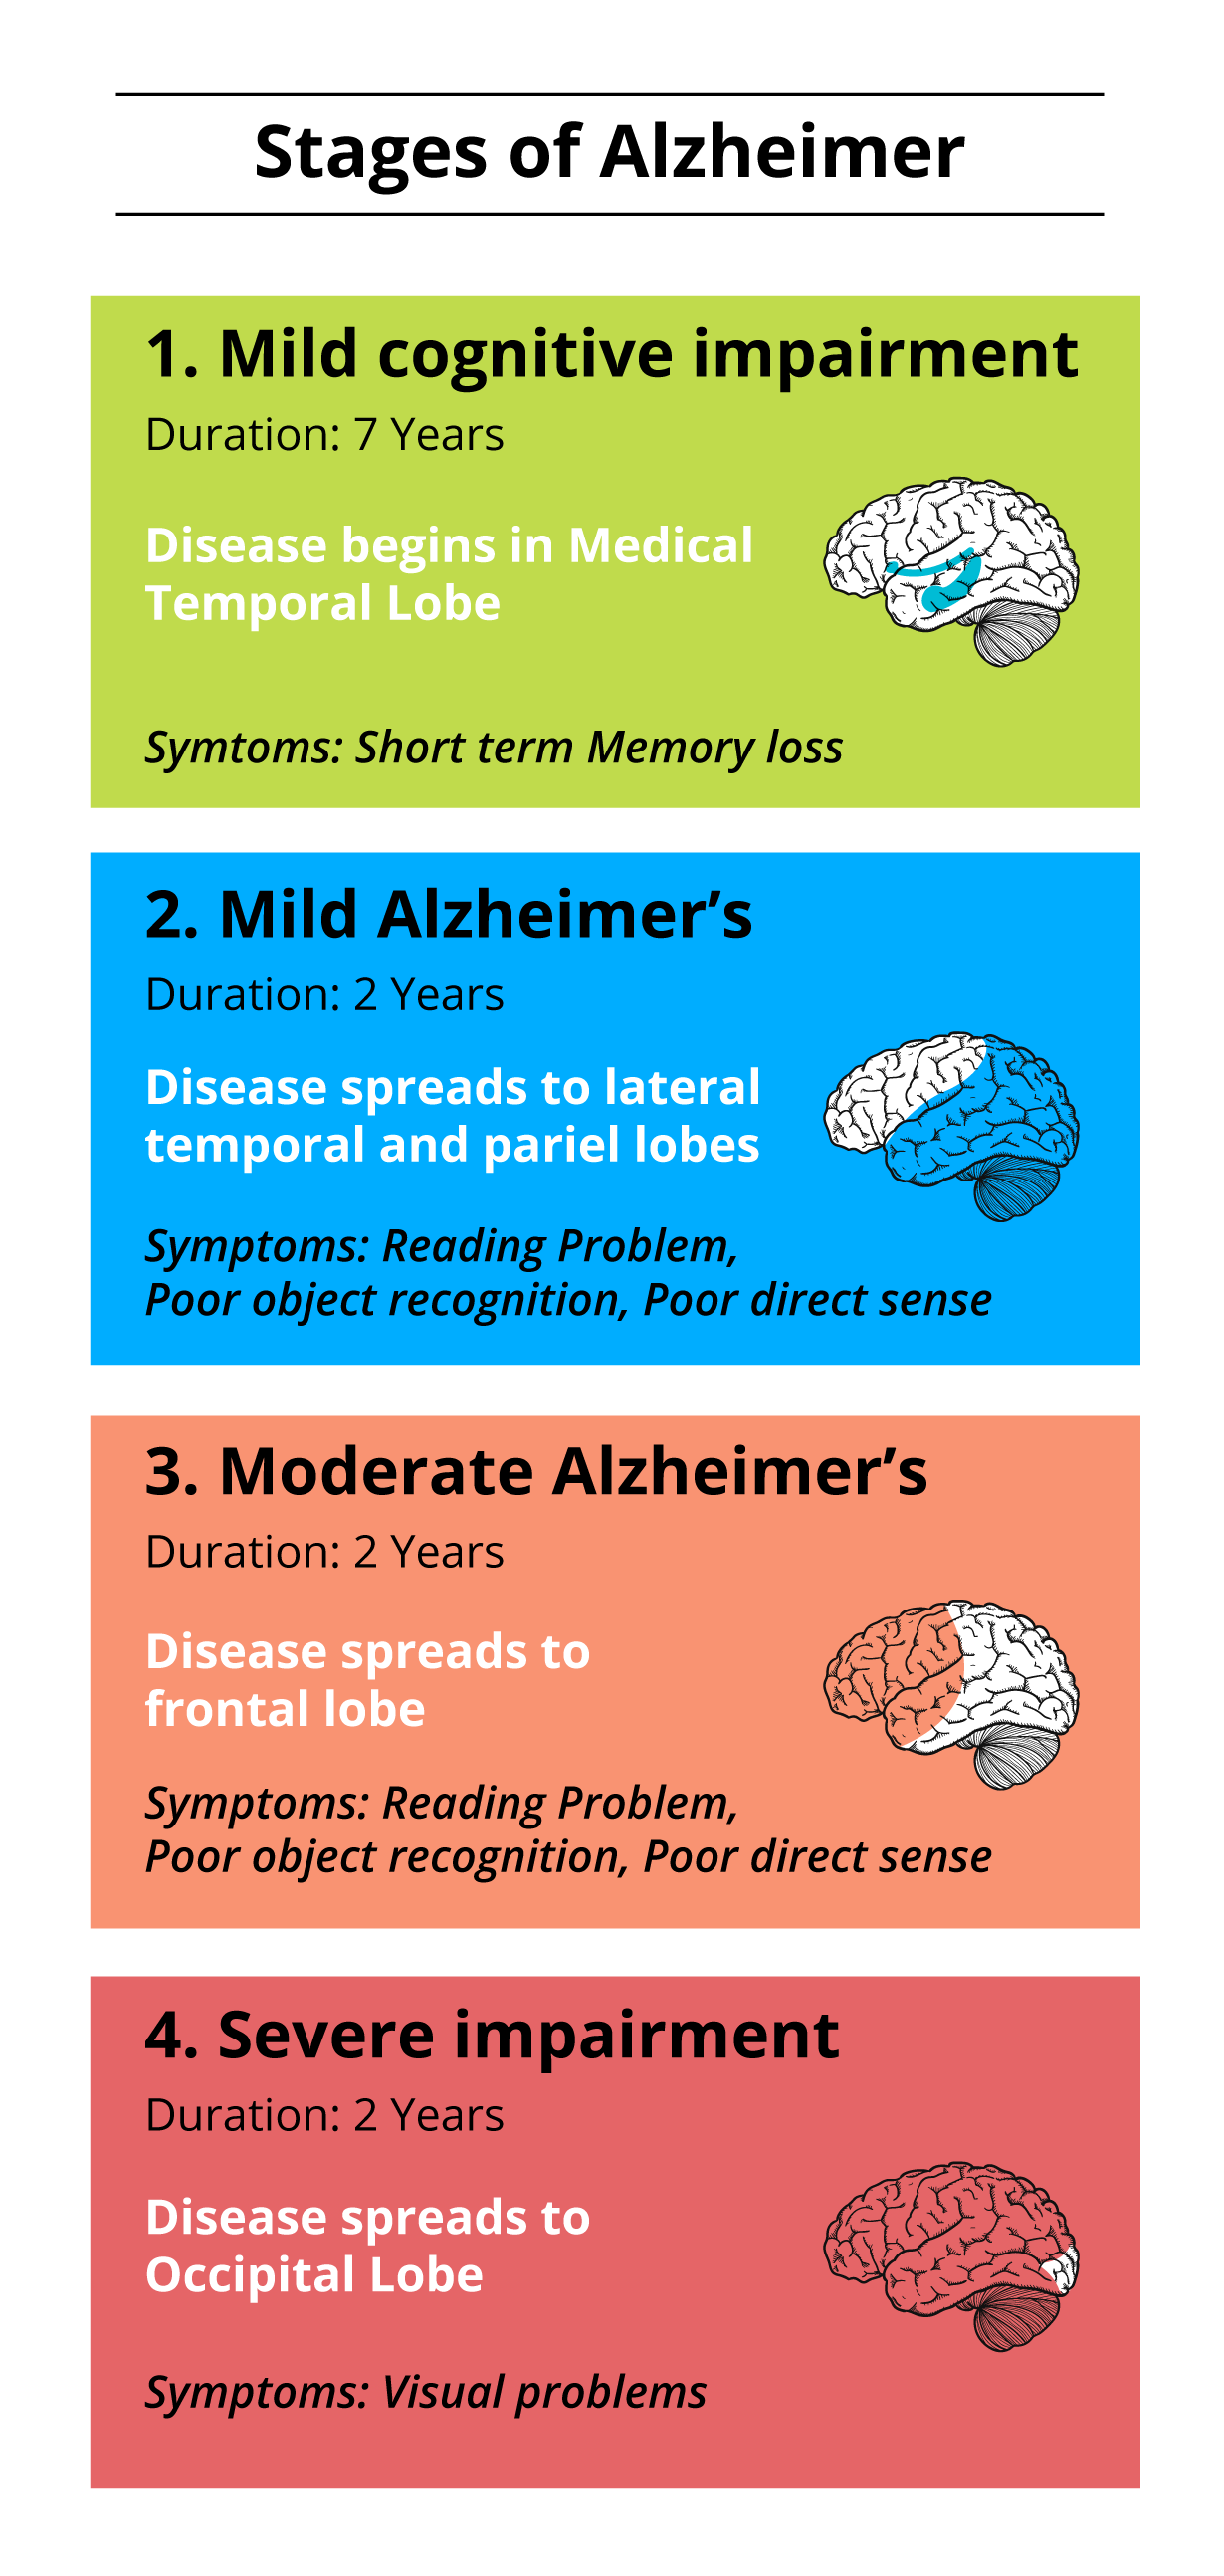 Stages of Alzheimer
1. Mild cognitive impairment
Duration: 7 Years
Disease begins in Medical
Temporal Lobe
Symtoms: Short term Memory loss
2. Mild Alzheimer’s
Duration: 2 Years
Disease spreads to lateral
temporal and pariel lobes
Symptoms: Reading Problem,
Poor object recognition, Poor direct sense
3. Moderate Alzheimer’s
Duration: 2 Years
Disease spreads to
frontal lobe
Symptoms: Reading Problem,
Poor object recognition, Poor direct sense
4. Severe impairment
Duration: 2 Years
Disease spreads to
Occipital Lobe
Symptoms: Visual problems